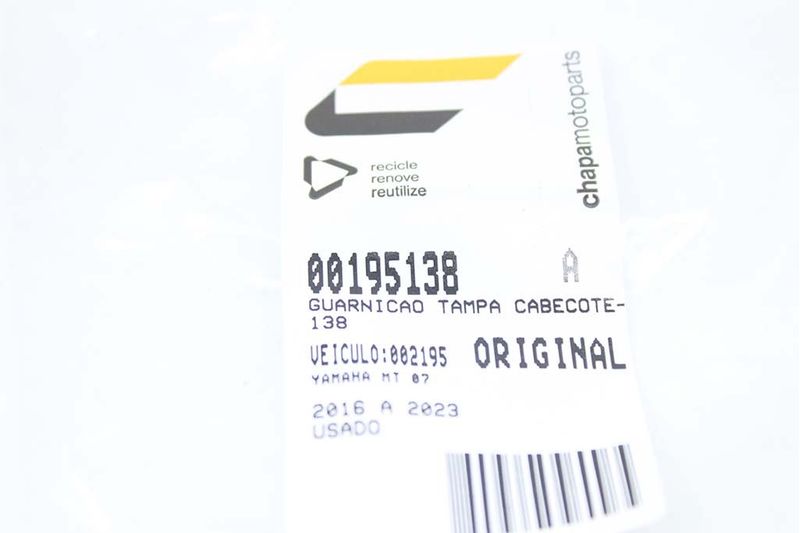 chapamotoparts
recicle
renove
reutilize
00195138 A
GUARNICAO TAMPA CABECOTE-
138
VEICULO:002195 ORIGINAL
YAMAHA MT 07
2016 A 2023
USADO